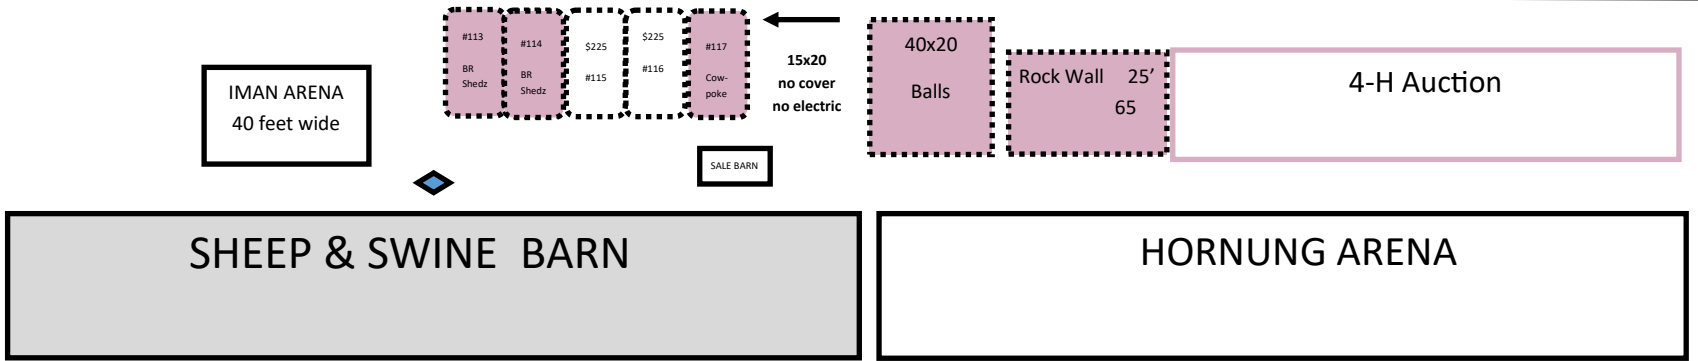 #113
BR
Shedz
#114
BR
Shedz
$225
#115
$225
#116
#117
Cow-
poke
15x20
no cover
no electric
40x20
Balls
Rock Wall 25’
65
4-H Auction
IMAN ARENA
40 feet wide
SALE BARN
SHEEP & SWINE BARN
HORNUNG ARENA